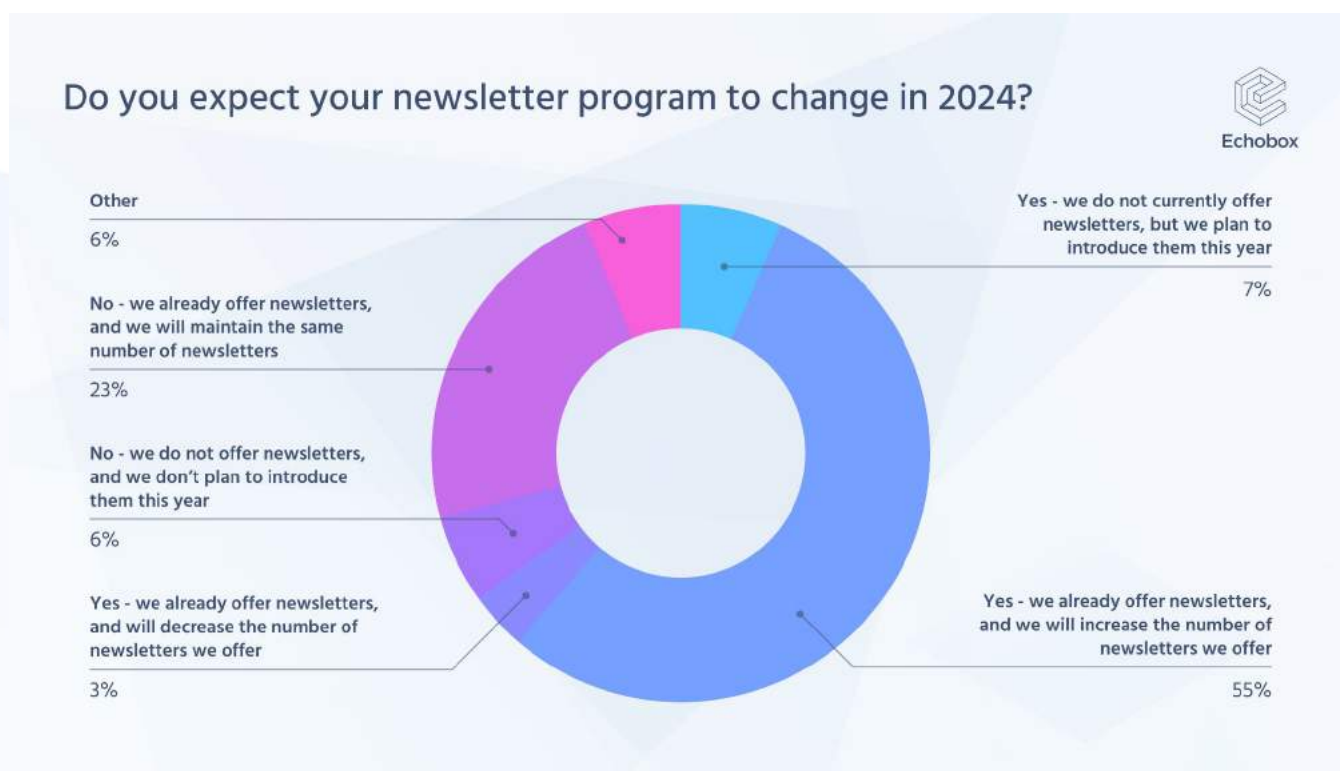 Do you expect your newsletter program to change in 2024?
Echobox
Other
6%
No - we already offer newsletters,
and we will maintain the same
number of newsletters
23%
No - we do not offer newsletters,
and we don’t plan to introduce
them this year
6%
Yes - we already offer newsletters,
and will decrease the number of
newsletters we offer
3%
Yes - we do not currently offer
newsletters, but we plan to
introduce them this year
7%
Yes - we already offer newsletters,
and we will increase the number of
newsletters we offer
55%